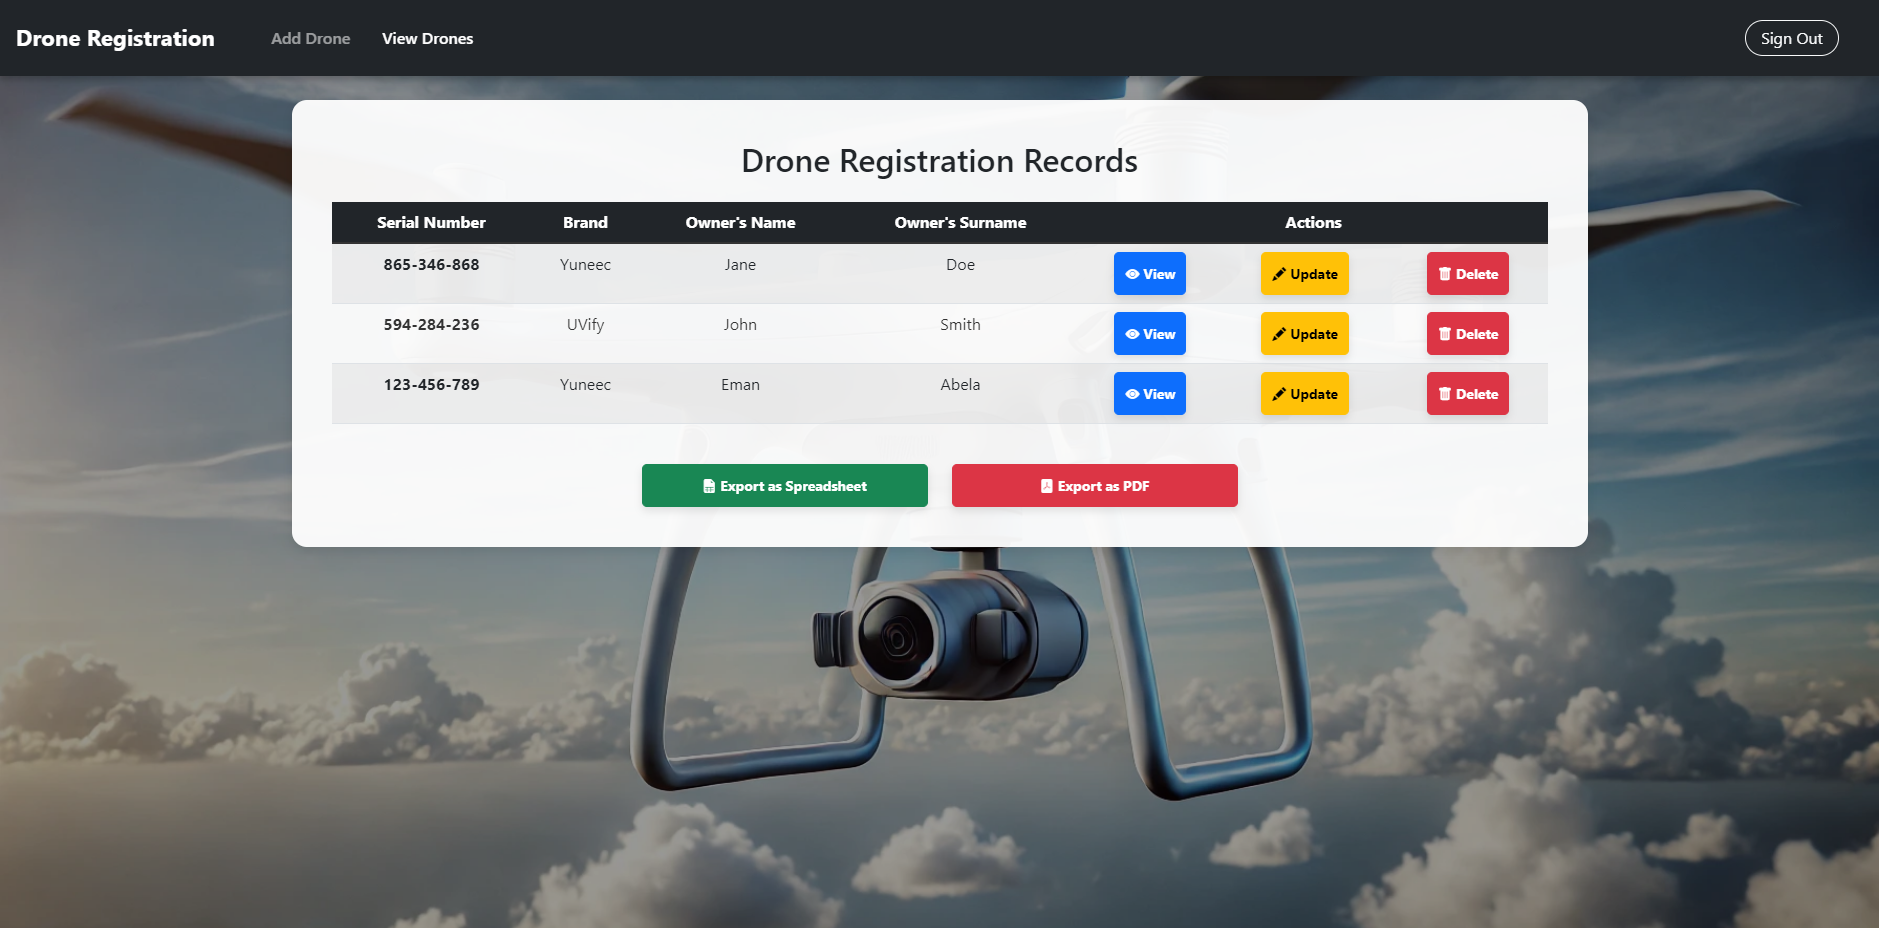 Drone Registration Add Drone View Drones Sign Out
Drone Registration Records
Serial Number Brand Owner's Name Owner's Surname Actions
865-346-868 Yuneec Jane Doe View Update Delete
594-284-236 UVify John Smith View Update Delete
123-456-789 Yuneec Eman Abela View Update Delete
Export as Spreadsheet Export as PDF